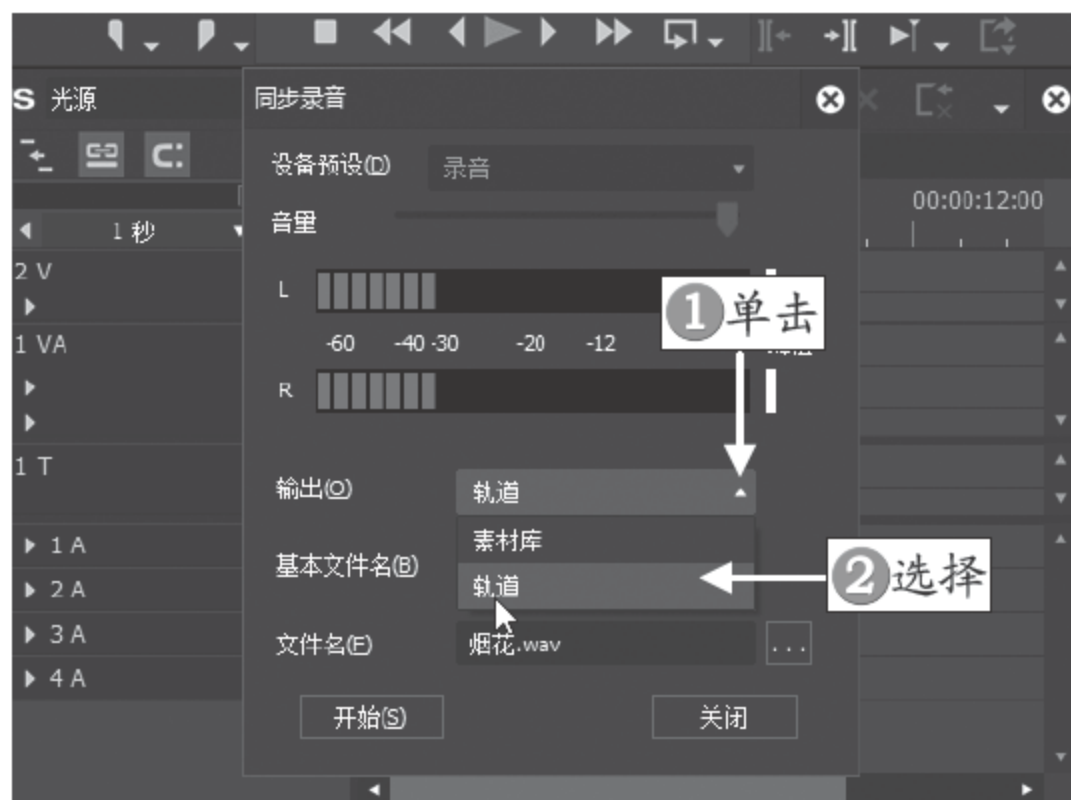 S 光源
同步录音
设备预设(D) 录音
音量
00:00:12:00
1 秒
2 V
L
1 VA
-60 -40 -30 -20 -12
①单击
R
1 T
输出(O) 轨道
素材库
1 A
基本文件名(B)
轨道
②选择
2 A
3 A
文件名(F) 烟花.wav ...
4 A
开始(S) 关闭